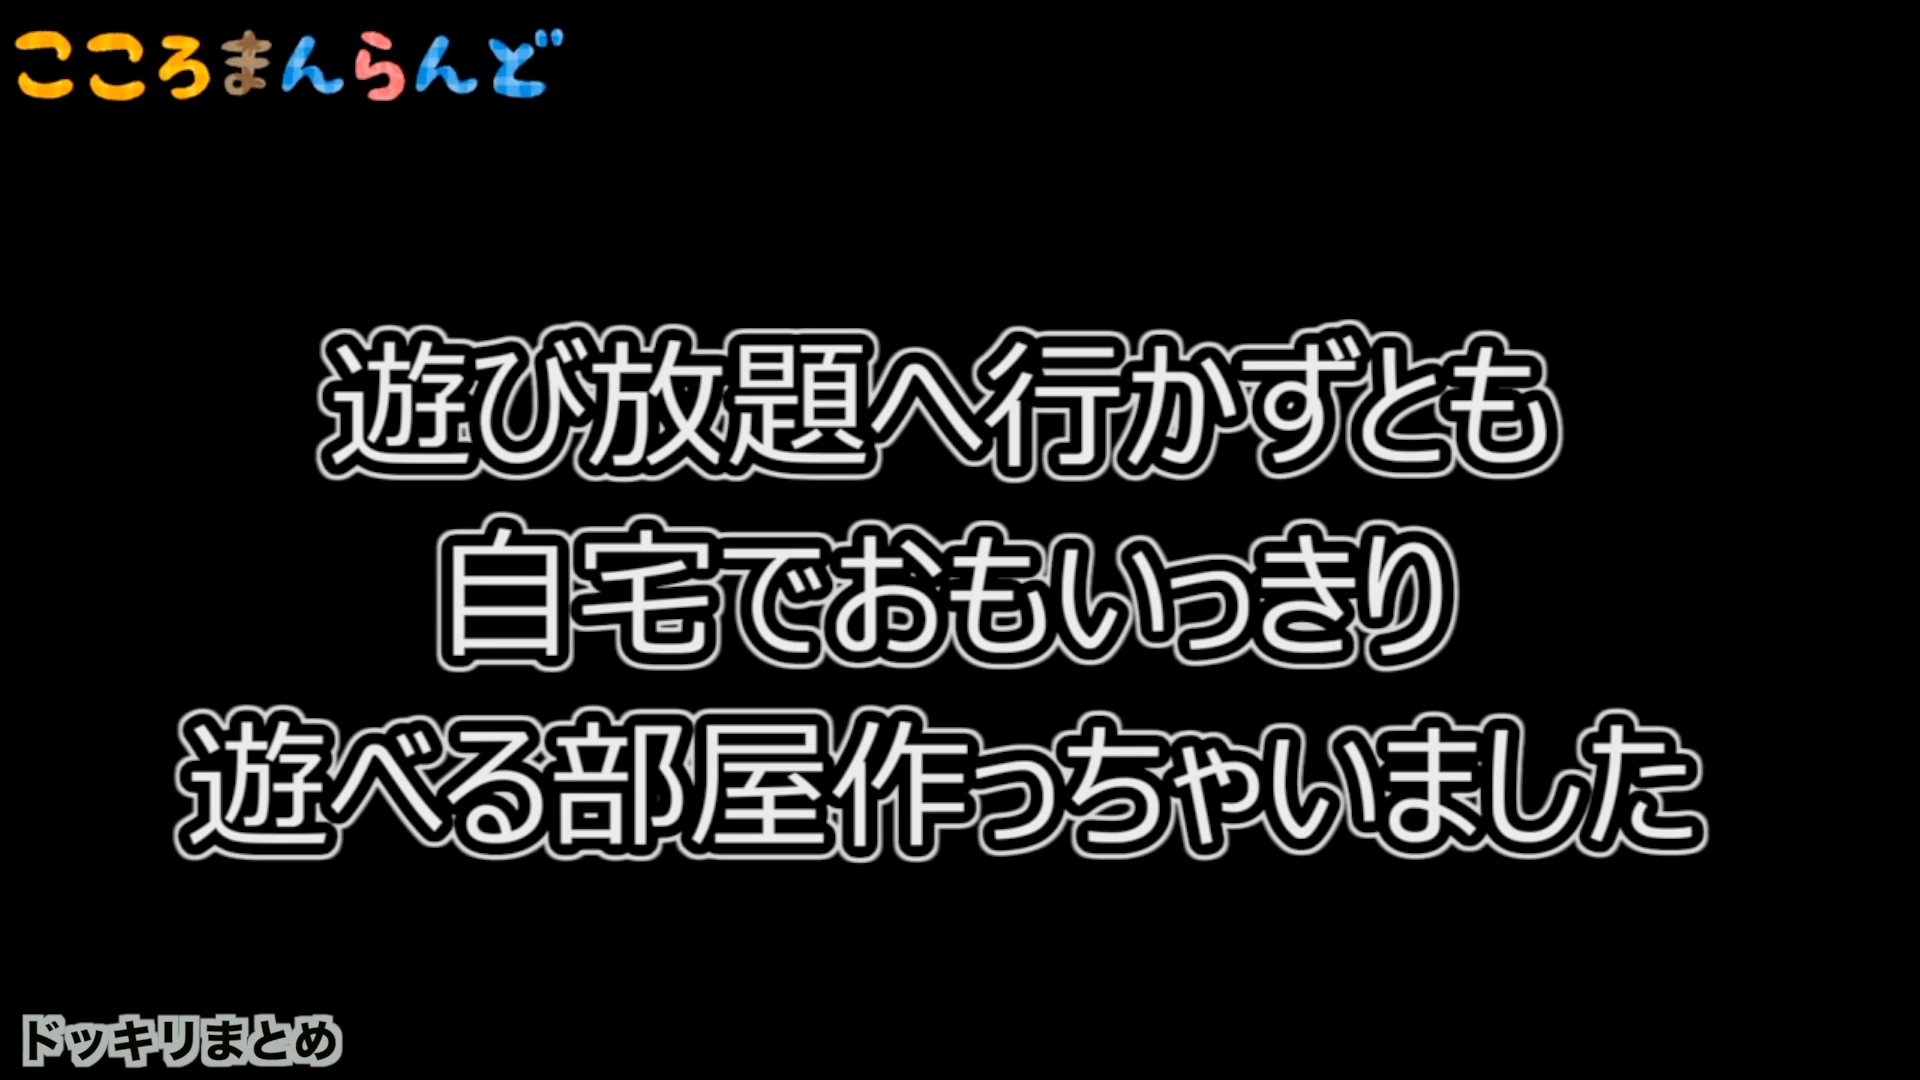 こころまんらんど
遊び放題へ行かずとも
自宅でおもいっきり
遊べる部屋作っちゃいました
ドッキリまとめ